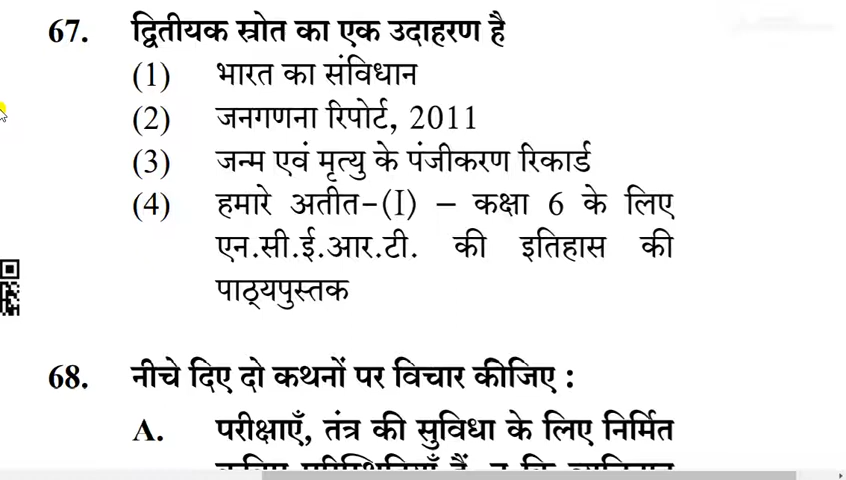 67. द्वितीयक स्रोत का एक उदाहरण है
(1) भारत का संविधान
(2) जनगणना रिपोर्ट, 2011
(3) जन्म एवं मृत्यु के पंजीकरण रिकार्ड
(4) हमारे अतीत-(I) – कक्षा 6 के लिए
एन.सी.ई.आर.टी. की इतिहास की
पाठ्यपुस्तक
68. नीचे दिए दो कथनों पर विचार कीजिए :
A. परीक्षाएँ, तंत्र की सुविधा के लिए निर्मित